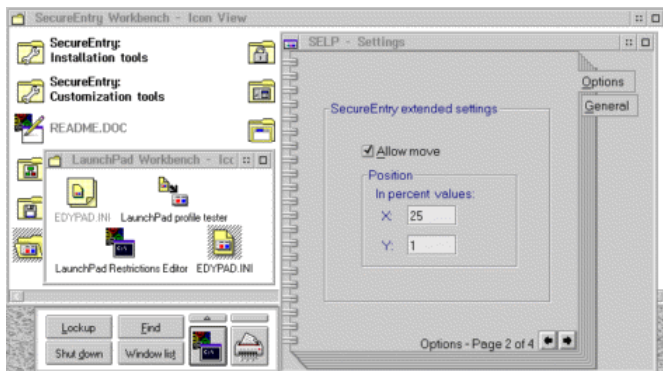 SecureEntry Workbench - Icon View
SecureEntry:
Installation tools
SecureEntry:
Customization tools
README.DOC
LaunchPad Workbench - Icc
EDYPAD.INI
LaunchPad profile tester
LaunchPad Restrictions Editor
EDYPAD.INI
Lockup
Find
Shut down
Window list
SELP - Settings
Options
General
SecureEntry extended settings
Allow move
Position
In percent values:
X: 25
Y: 1
Options - Page 2 of 4